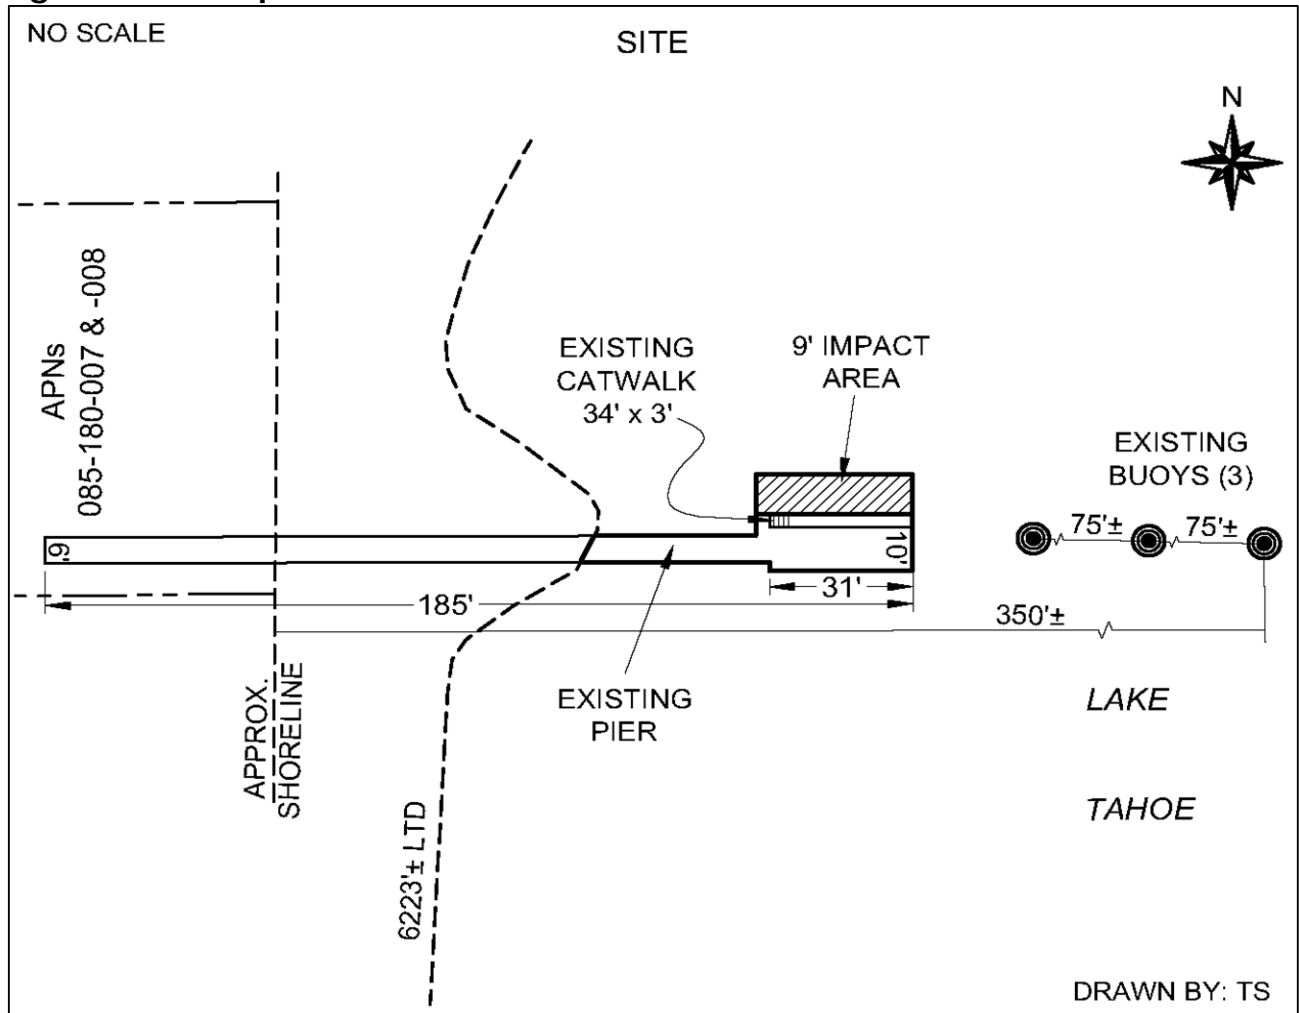 NO SCALE
SITE
N
APNs
085-180-007 & -008
EXISTING
CATWALK
34' x 3'
9' IMPACT
AREA
EXISTING
BUOYS (3)
75'±
75'±
10'
31'
185'
350'±
EXISTING
PIER
APPROX.
SHORELINE
6223'± LTD
LAKE
TAHOE
DRAWN BY: TS